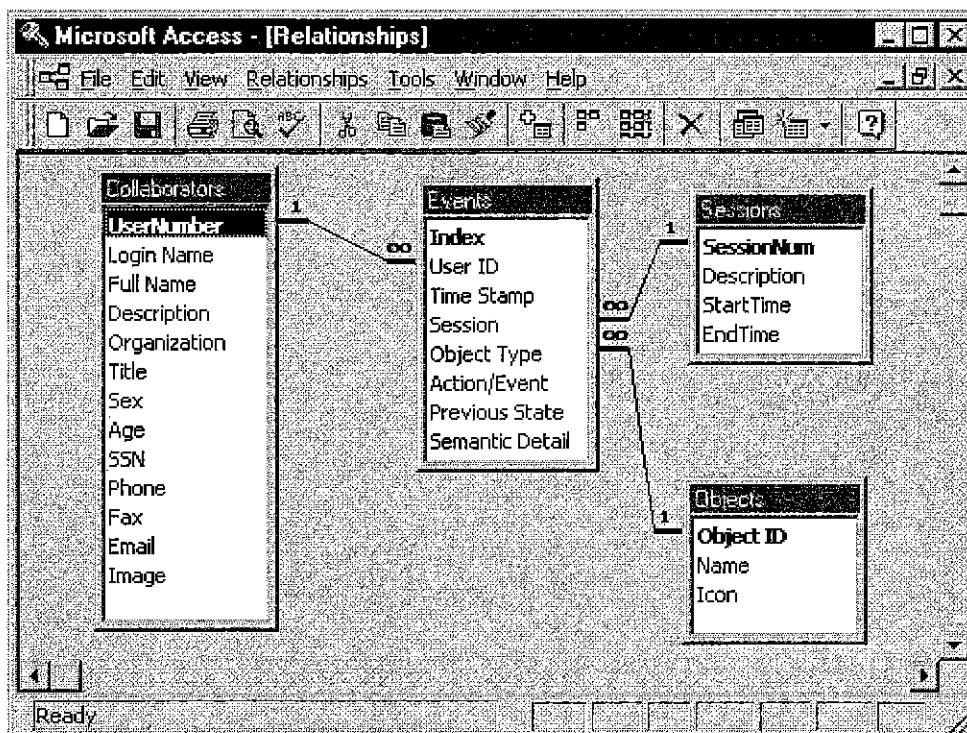 Microsoft Access - [Relationships]
File Edit View Relationships Tools Window Help
ABC
Collaborators
UserNumber
Login Name
Full Name
Description
Organization
Title
Sex
Age
SSN
Phone
Fax
Email
Image
1
∞
Events
Index
User ID
Time Stamp
Session
Object Type
Action/Event
Previous State
Semantic Detail
1
∞
Sessions
SessionNum
Description
StartTime
EndTime
∞
1
Objects
Object ID
Name
Icon
Ready